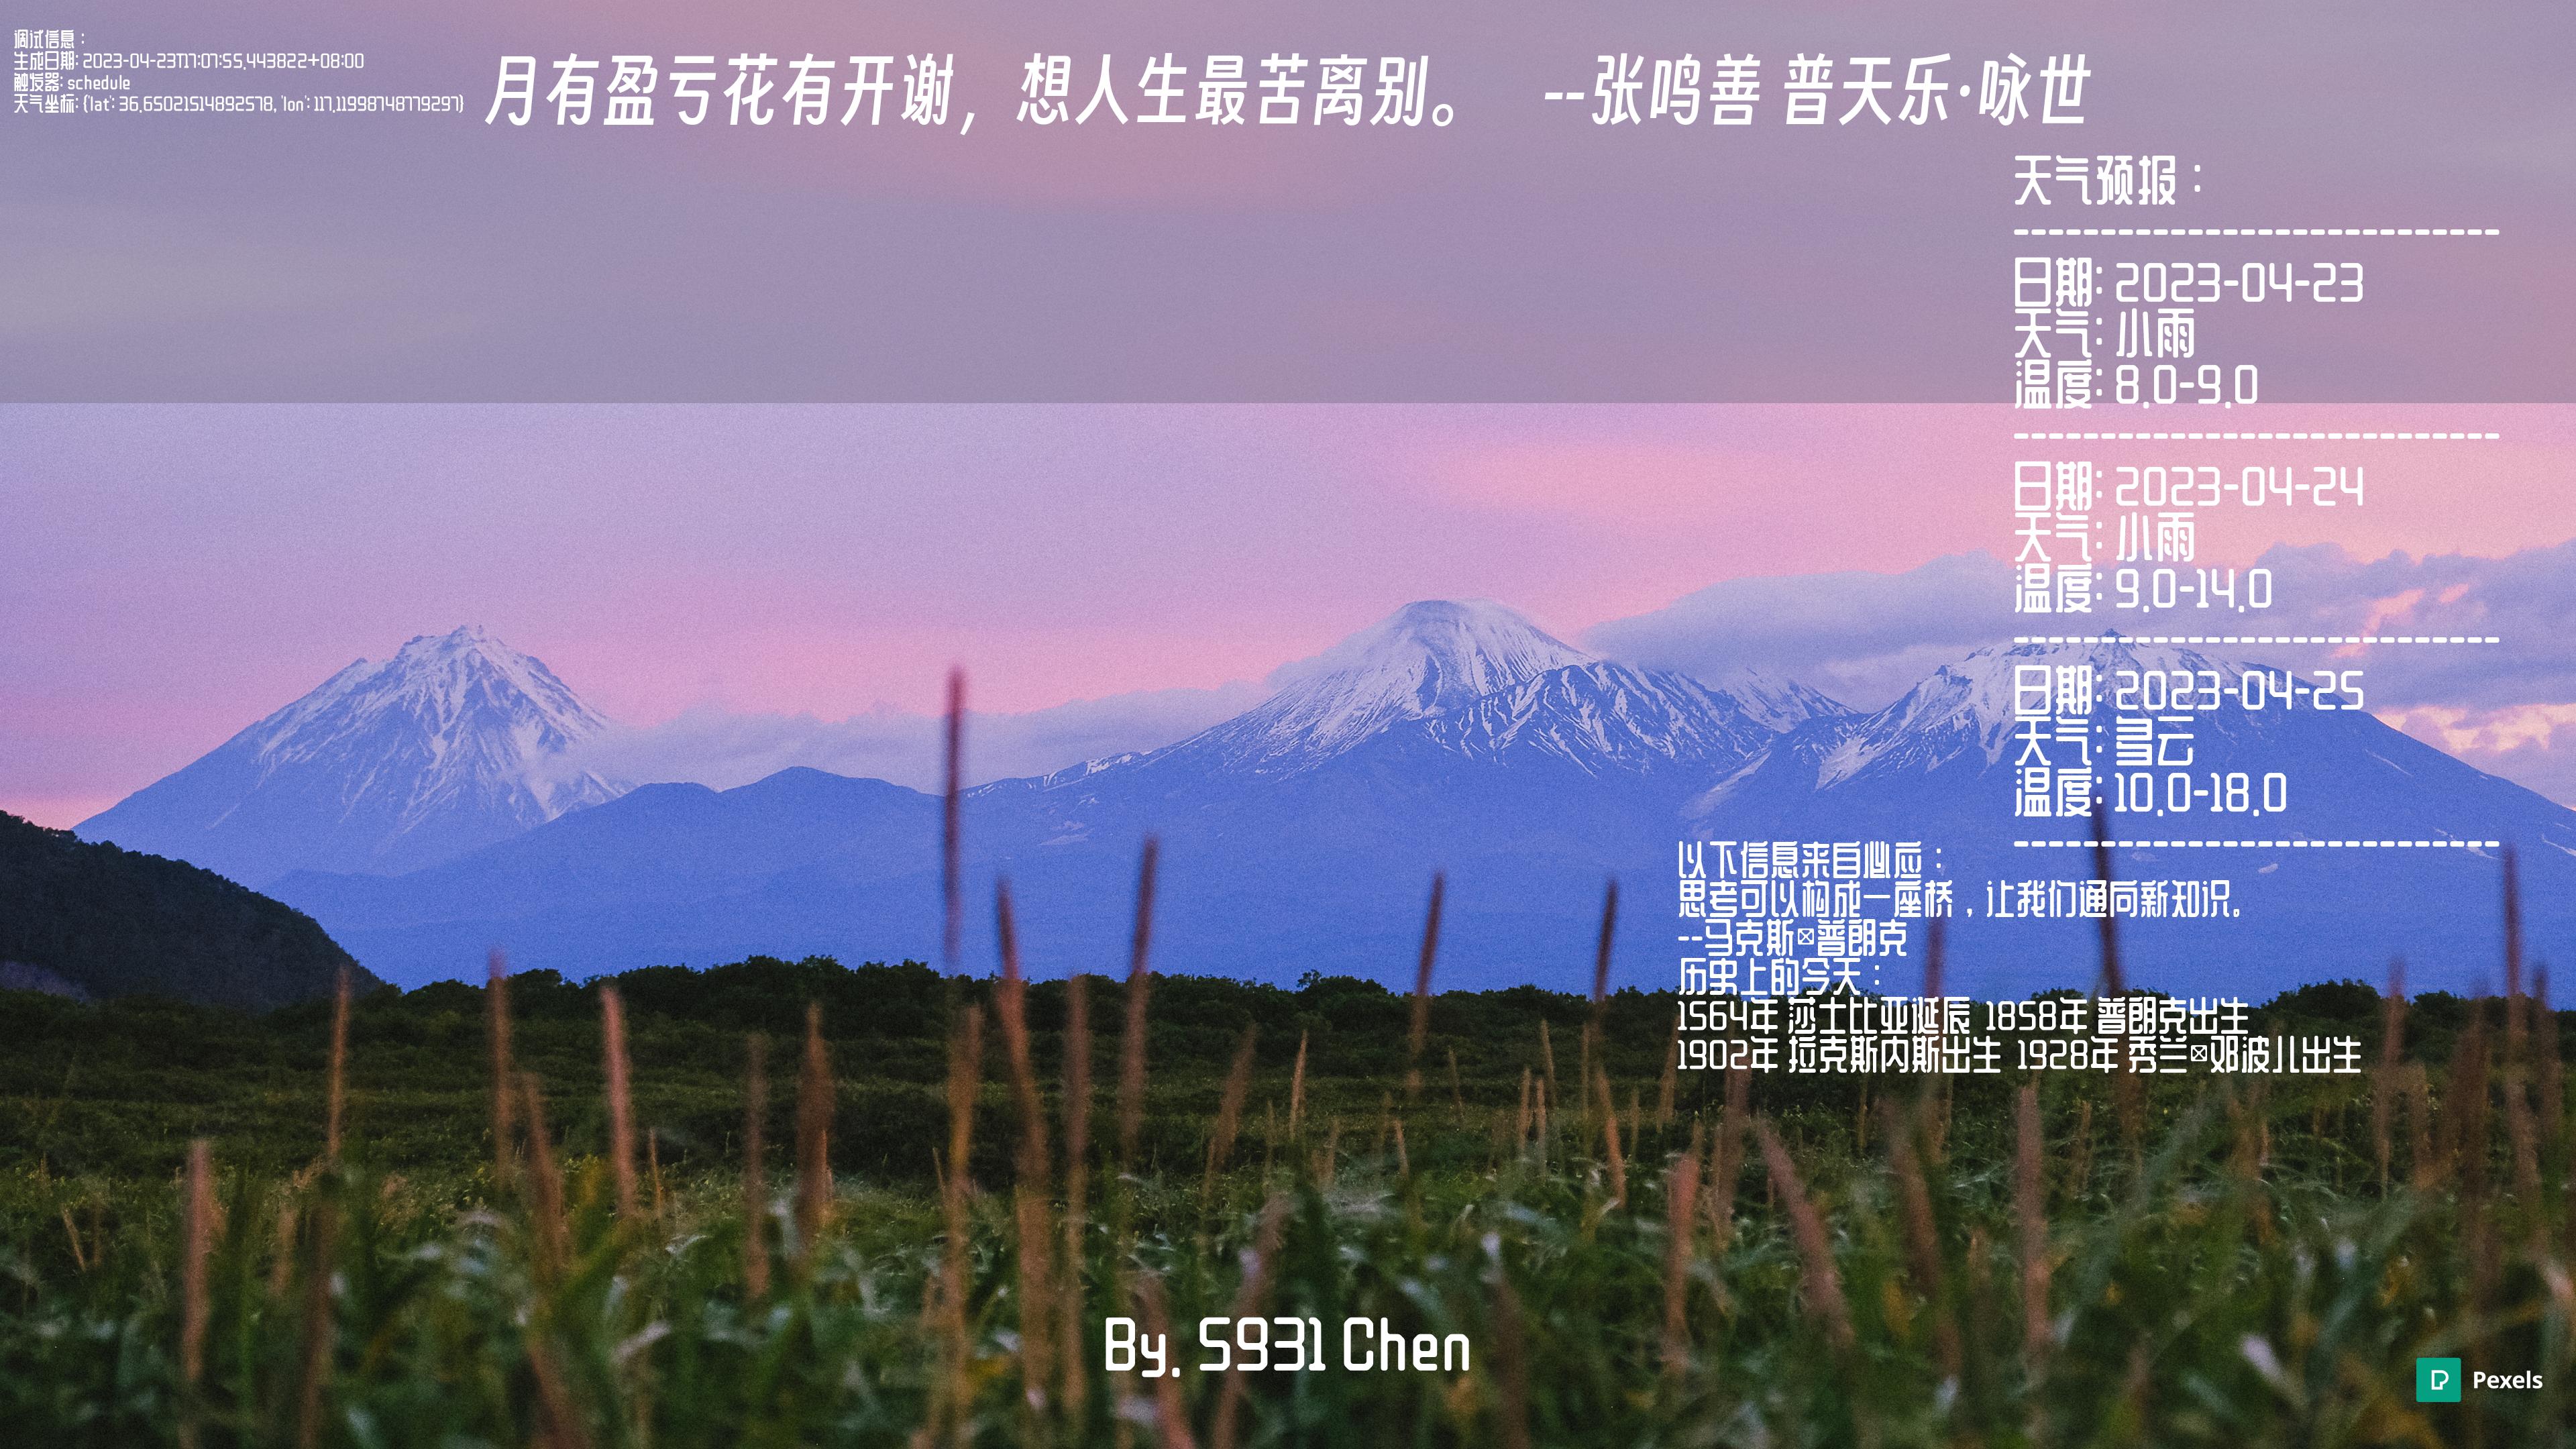 调试信息：
生成日期: 2023-04-23T17:07:55.443822+08:00
触发器: schedule
天气坐标: {'lat': 36.65021514892578, 'lon': 117.11998748779297}
月有盈亏花有开谢，想人生最苦离别。 --张鸣善 普天乐·咏世
天气预报：
----------------------------
日期: 2023-04-23
天气: 小雨
温度: 8.0-9.0
----------------------------
日期: 2023-04-24
天气: 小雨
温度: 9.0-14.0
----------------------------
日期: 2023-04-25
天气: 多云
温度: 10.0-18.0
----------------------------
以下信息来自必应：
思考可以构成一座桥，让我们通向新知识。
--马克斯☒普朗克
历史上的今天：
1564年 莎士比亚诞辰 1858年 普朗克出生
1902年 拉克斯内斯出生 1928年 秀兰☒邓波儿出生
By. S931 Chen
Pexels